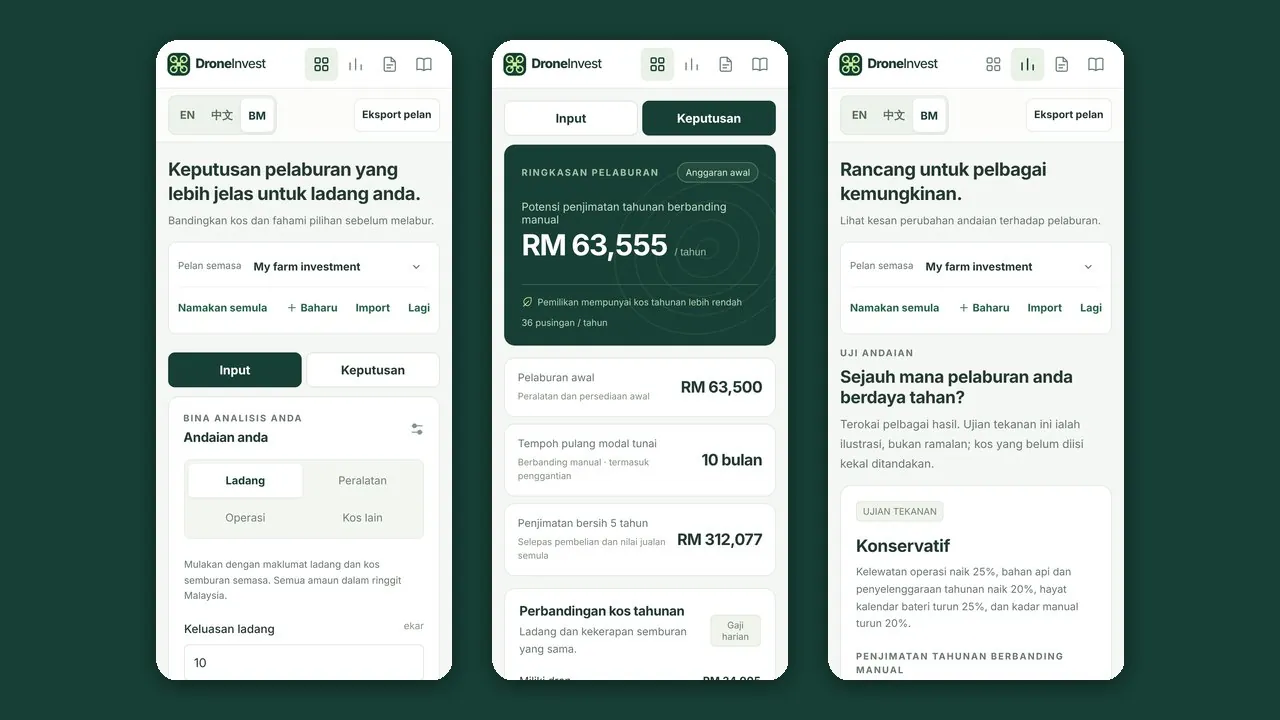 DroneInvest
EN 中文 BM
Eksport pelan
Keputusan pelaburan yang
lebih jelas untuk ladang anda.
Bandingkan kos dan fahami pilihan sebelum melabur.
Pelan semasa My farm investment
Namakan semula + Baharu Import Lagi
Input Keputusan
BINA ANALISIS ANDA
Andaian anda
Ladang Peralatan
Operasi Kos lain
Mulakan dengan maklumat ladang dan kos
semburan semasa. Semua amaun dalam ringgit
Malaysia.
Keluasan ladang ekar
10
DroneInvest
Input Keputusan
RINGKASAN PELABURAN Anggaran awal
Potensi penjimatan tahunan berbanding
manual
RM 63,555 / tahun
Pemilikan mempunyai kos tahunan lebih rendah
36 pusingan / tahun
Pelaburan awal
Peralatan dan persediaan awal
RM 63,500
Tempoh pulang modal tunai
Berbanding manual · termasuk
penggantian
10 bulan
Penjimatan bersih 5 tahun
Selepas pembelian dan nilai jualan
semula
RM 312,077
Perbandingan kos tahunan
Ladang dan kekerapan semburan
yang sama.
Gaji
harian
DroneInvest
EN 中文 BM
Eksport pelan
Rancang untuk pelbagai
kemungkinan.
Lihat kesan perubahan andaian terhadap pelaburan.
Pelan semasa My farm investment
Namakan semula + Baharu Import Lagi
UJI ANDAIAN
Sejauh mana pelaburan anda
berdaya tahan?
Terokai pelbagai hasil. Ujian tekanan ini ialah
ilustrasi, bukan ramalan; kos yang belum diisi
kekal ditandakan.
UJIAN TEKANAN
Konservatif
Kelewatan operasi naik 25%, bahan api dan
penyelenggaraan tahunan naik 20%, hayat
kalendar bateri turun 25%, dan kadar manual
turun 20%.
PENJIMATAN TAHUNAN BERBANDING
MANUAL